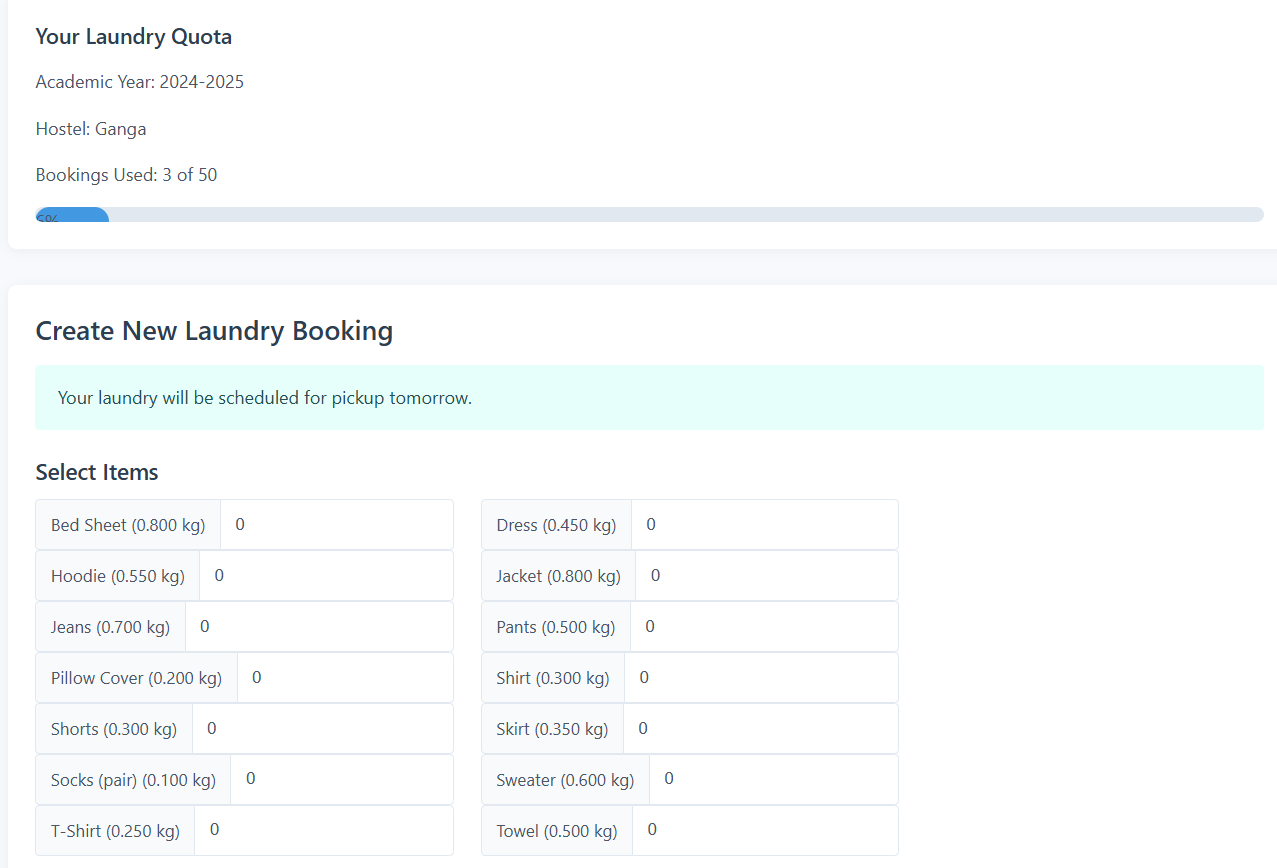 Your Laundry Quota
Academic Year: 2024-2025
Hostel: Ganga
Bookings Used: 3 of 50
6%
Create New Laundry Booking
Your laundry will be scheduled for pickup tomorrow.
Select Items
Bed Sheet (0.800 kg) 0 Dress (0.450 kg) 0
Hoodie (0.550 kg) 0 Jacket (0.800 kg) 0
Jeans (0.700 kg) 0 Pants (0.500 kg) 0
Pillow Cover (0.200 kg) 0 Shirt (0.300 kg) 0
Shorts (0.300 kg) 0 Skirt (0.350 kg) 0
Socks (pair) (0.100 kg) 0 Sweater (0.600 kg) 0
T-Shirt (0.250 kg) 0 Towel (0.500 kg) 0